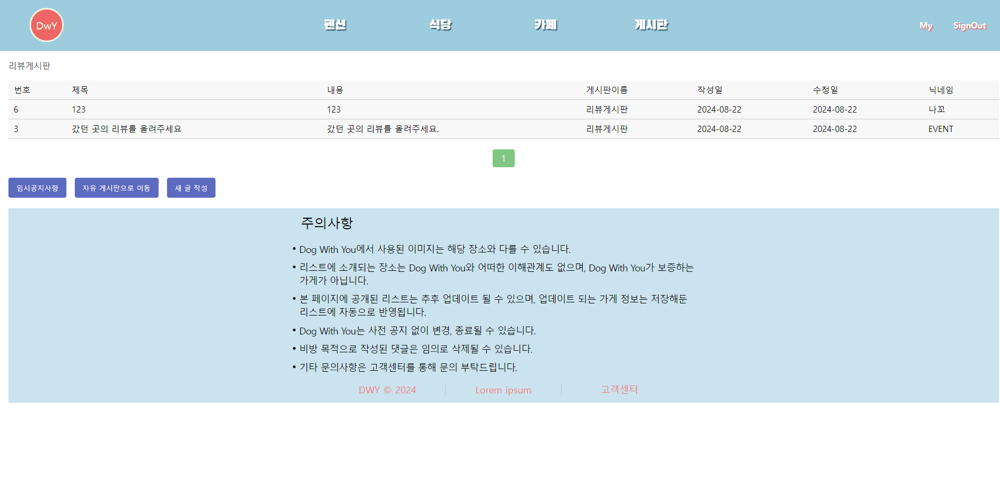 DwY 펜션 식당 카페 게시판 My SignOut
리뷰게시판
번호 제목 내용 게시판이름 작성일 수정일 닉네임
6 123 123 리뷰게시판 2024-08-22 2024-08-22 나꼬
3 갔던 곳의 리뷰를 올려주세요 갔던 곳의 리뷰를 올려주세요. 리뷰게시판 2024-08-22 2024-08-22 EVENT
1
임시공지사항 자유 게시판으로 이동 새 글 작성
주의사항
• Dog With You에서 사용된 이미지는 해당 장소와 다를 수 있습니다.
• 리스트에 소개되는 장소는 Dog With You와 어떠한 이해관계도 없으며, Dog With You가 보증하는
가게가 아닙니다.
• 본 페이지에 공개된 리스트는 추후 업데이트 될 수 있으며, 업데이트 되는 가게 정보는 저장해둔
리스트에 자동으로 반영됩니다.
• Dog With You는 사전 공지 없이 변경, 종료될 수 있습니다.
• 비방 목적으로 작성된 댓글은 임의로 삭제될 수 있습니다.
• 기타 문의사항은 고객센터를 통해 문의 부탁드립니다.
DWY © 2024 Lorem ipsum 고객센터